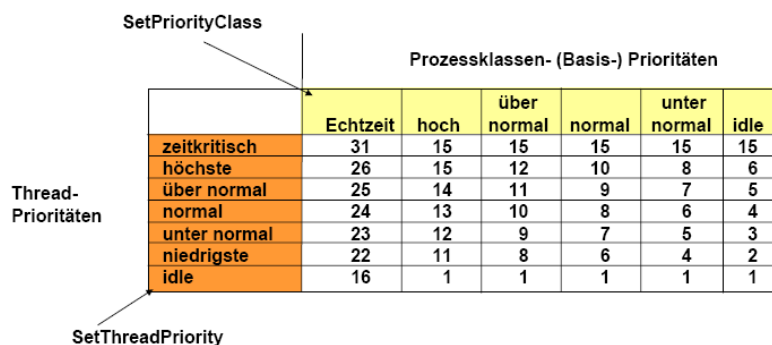 SetPriorityClass
Prozessklassen- (Basis-) Prioritäten
Echtzeit hoch über normal normal unter normal idle
zeitkritisch 31 15 15 15 15 15
höchste 26 15 12 10 8 6
über normal 25 14 11 9 7 5
normal 24 13 10 8 6 4
unter normal 23 12 9 7 5 3
niedrigste 22 11 8 6 4 2
idle 16 1 1 1 1 1
Thread-
Prioritäten
SetThreadPriority